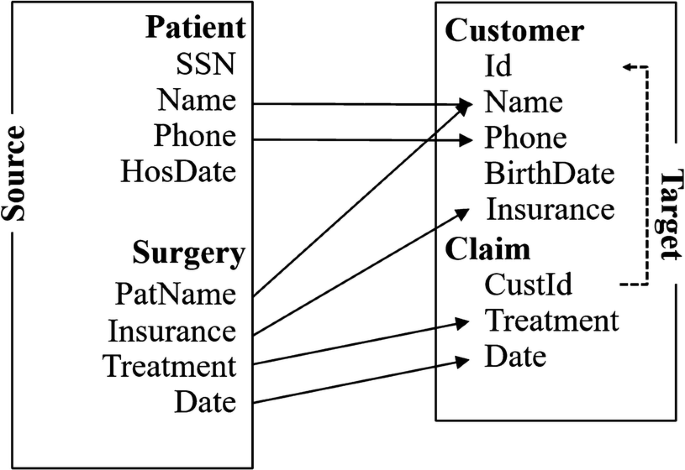 Source
Patient
SSN
Name
Phone
HosDate
Surgery
PatName
Insurance
Treatment
Date
Customer
Id
Name
Phone
BirthDate
Insurance
Claim
CustId
Treatment
Date
Target